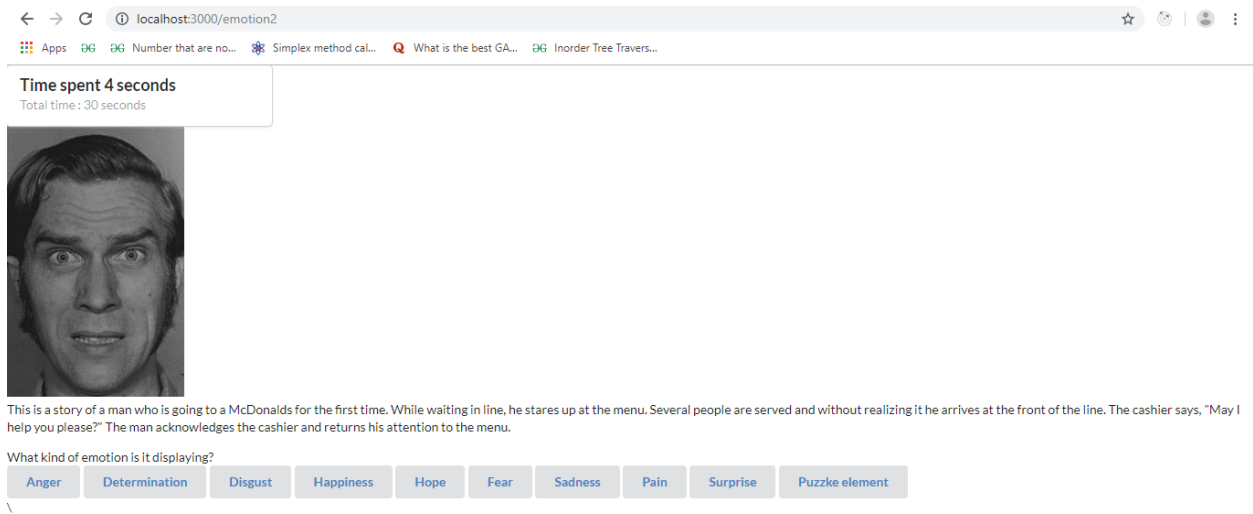 localhost:3000/emotion2
Apps Number that are no... Simplex method cal... What is the best GA... Inorder Tree Travers...
Time spent 4 seconds
Total time : 30 seconds
This is a story of a man who is going to a McDonalds for the first time. While waiting in line, he stares up at the menu. Several people are served and without realizing it he arrives at the front of the line. The cashier says, "May I
help you please?" The man acknowledges the cashier and returns his attention to the menu.
What kind of emotion is it displaying?
Anger Determination Disgust Happiness Hope Fear Sadness Pain Surprise Puzzke element
\